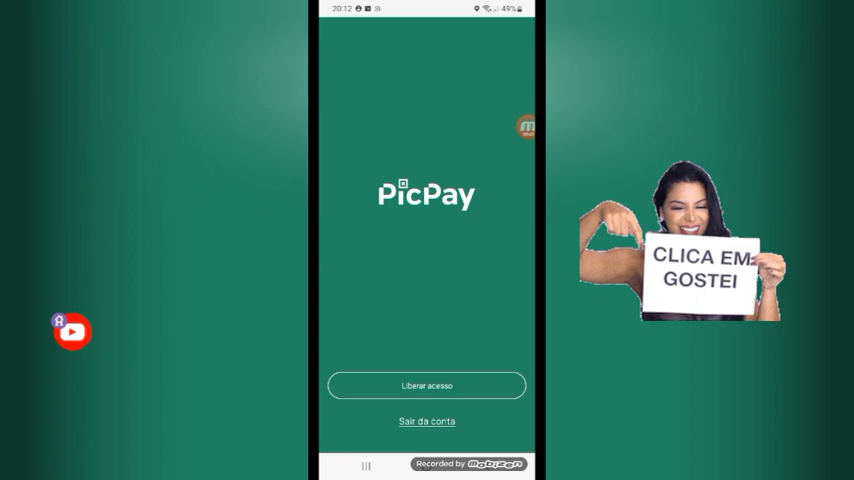 20:12
49%
PicPay
CLICA EM
GOSTEI
Liberar acesso
Sair da conta
Recorded by mobizen